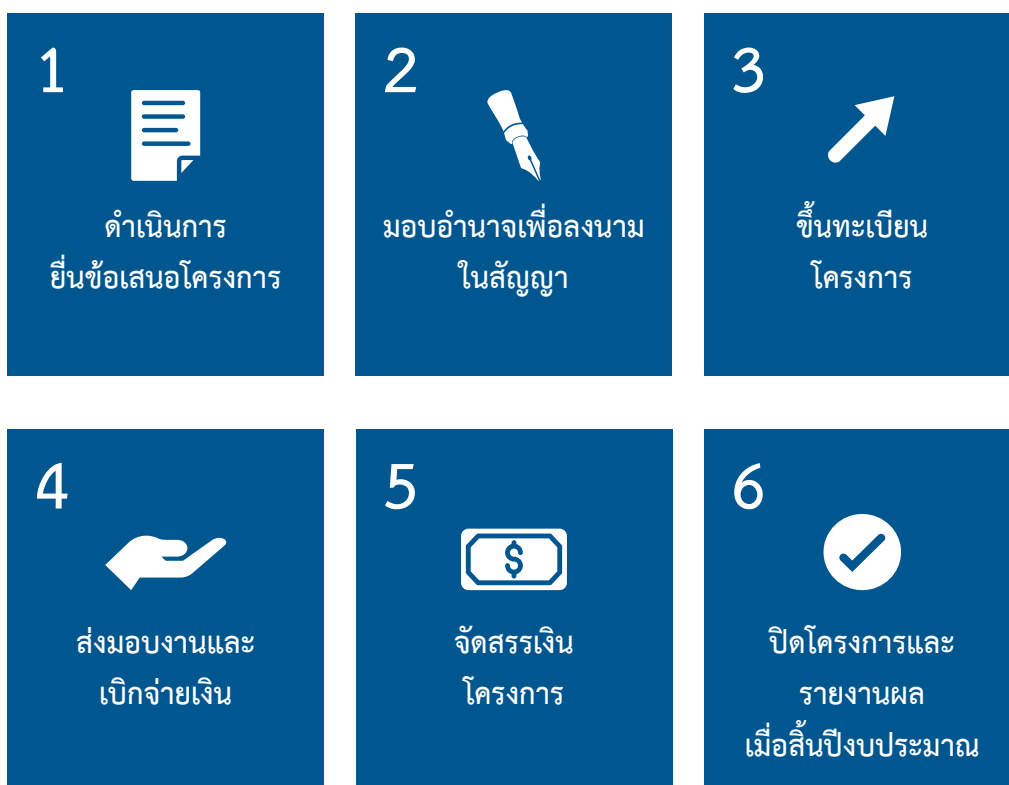 1
ดำเนินการ
ยื่นข้อเสนอโครงการ
2
มอบอำนาจเพื่อลงนาม
ในสัญญา
3
ขึ้นทะเบียน
โครงการ
4
ส่งมอบงานและ
เบิกจ่ายเงิน
5
$
จัดสรรเงิน
โครงการ
6
ปิดโครงการและ
รายงานผล
เมื่อสิ้นปีงบประมาณ